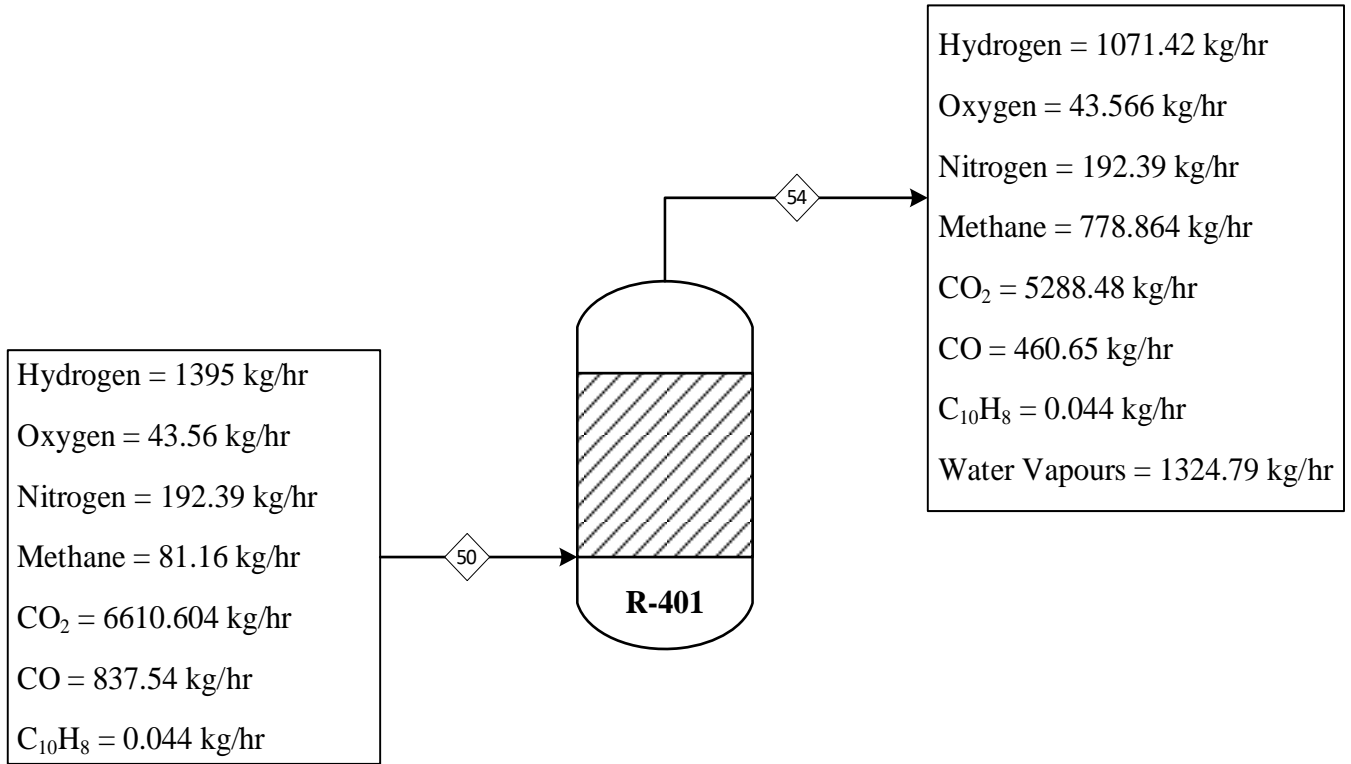 Hydrogen = 1395 kg/hr
Oxygen = 43.56 kg/hr
Nitrogen = 192.39 kg/hr
Methane = 81.16 kg/hr
CO₂ = 6610.604 kg/hr
CO = 837.54 kg/hr
C₁₀H₈ = 0.044 kg/hr
50
R-401
54
Hydrogen = 1071.42 kg/hr
Oxygen = 43.566 kg/hr
Nitrogen = 192.39 kg/hr
Methane = 778.864 kg/hr
CO₂ = 5288.48 kg/hr
CO = 460.65 kg/hr
C₁₀H₈ = 0.044 kg/hr
Water Vapours = 1324.79 kg/hr